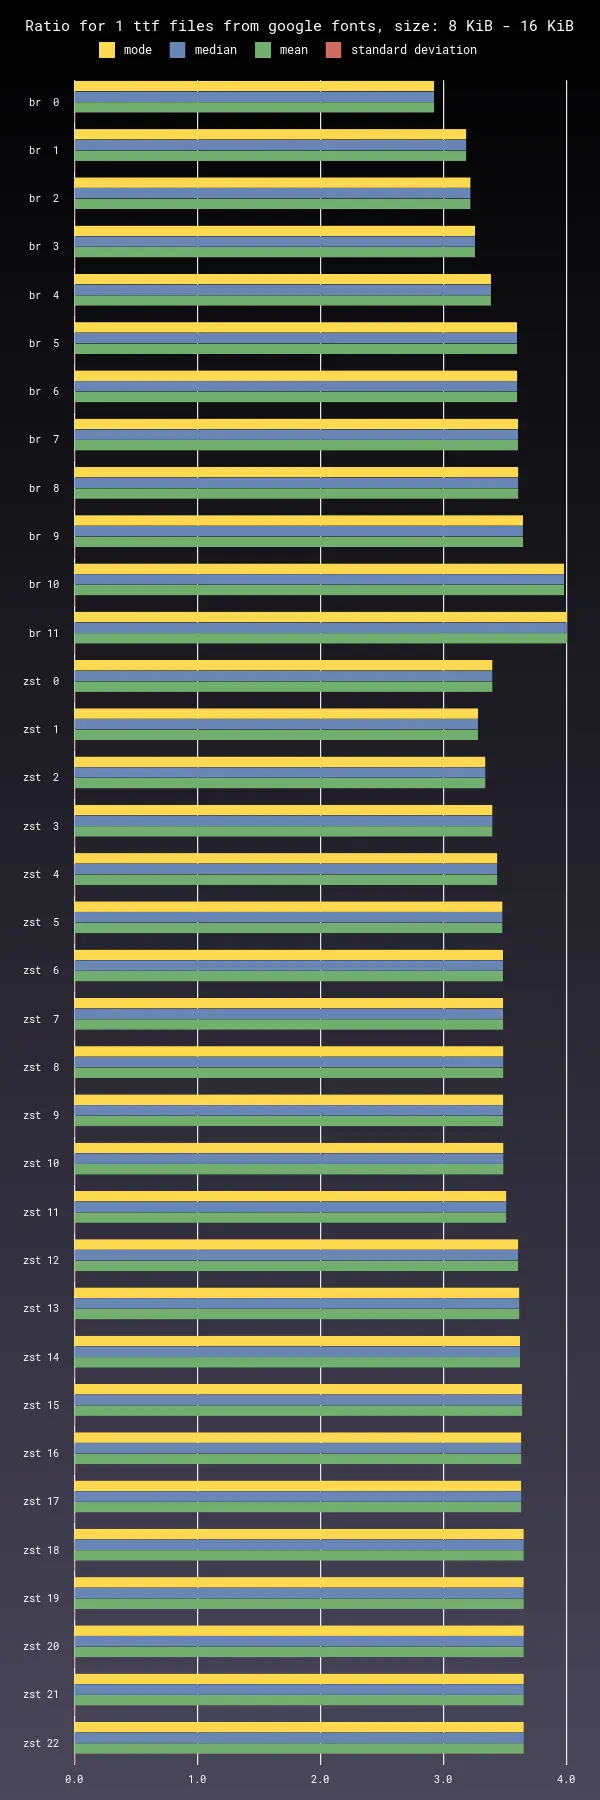 Ratio for 1 ttf files from google fonts, size: 8 KiB - 16 KiB
mode median mean standard deviation
br 0
br 1
br 2
br 3
br 4
br 5
br 6
br 7
br 8
br 9
br 10
br 11
zst 0
zst 1
zst 2
zst 3
zst 4
zst 5
zst 6
zst 7
zst 8
zst 9
zst 10
zst 11
zst 12
zst 13
zst 14
zst 15
zst 16
zst 17
zst 18
zst 19
zst 20
zst 21
zst 22
0.0 1.0 2.0 3.0 4.0